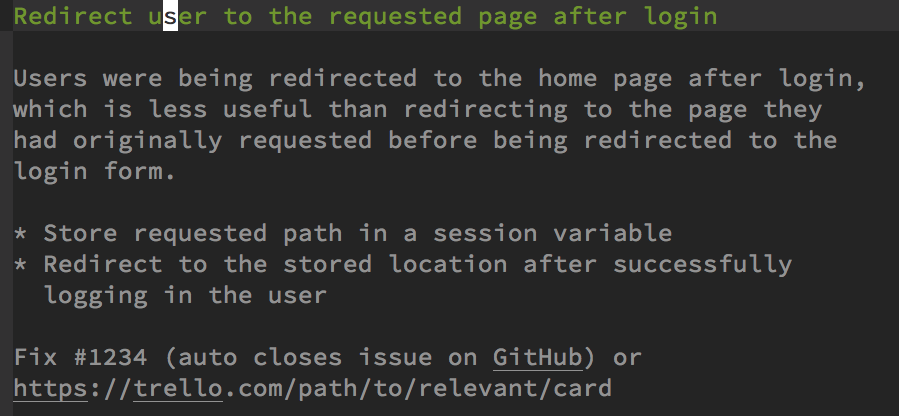 Redirect user to the requested page after login
Users were being redirected to the home page after login,
which is less useful than redirecting to the page they
had originally requested before being redirected to the
login form.
* Store requested path in a session variable
* Redirect to the stored location after successfully
logging in the user
Fix #1234 (auto closes issue on GitHub) or
https://trello.com/path/to/relevant/card